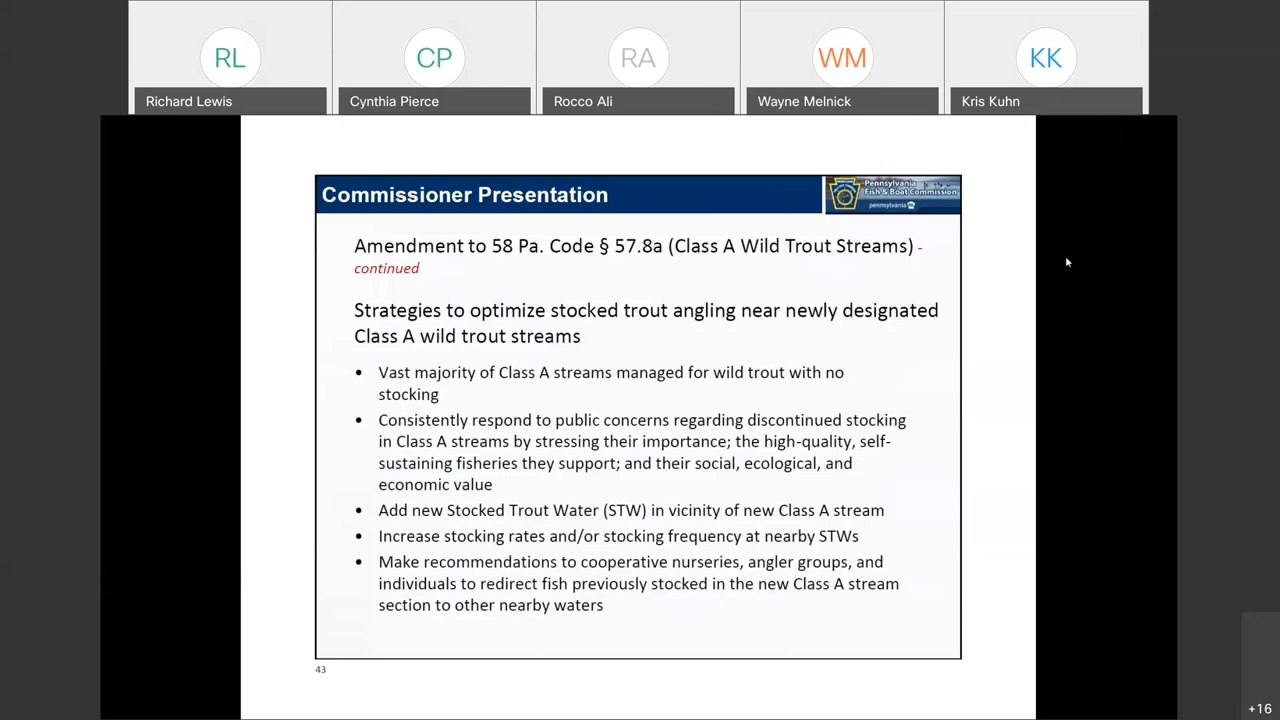 RL
CP
RA
WM
KK
Richard Lewis
Cynthia Pierce
Rocco Ali
Wayne Melnick
Kris Kuhn
Commissioner Presentation
Pennsylvania
Fish & Boat Commission
pennsylvania
Amendment to 58 Pa. Code § 57.8a (Class A Wild Trout Streams) -
continued
Strategies to optimize stocked trout angling near newly designated
Class A wild trout streams
• Vast majority of Class A streams managed for wild trout with no
stocking
• Consistently respond to public concerns regarding discontinued stocking
in Class A streams by stressing their importance; the high-quality, self-
sustaining fisheries they support; and their social, ecological, and
economic value
• Add new Stocked Trout Water (STW) in vicinity of new Class A stream
• Increase stocking rates and/or stocking frequency at nearby STWs
• Make recommendations to cooperative nurseries, angler groups, and
individuals to redirect fish previously stocked in the new Class A stream
section to other nearby waters
43
+16